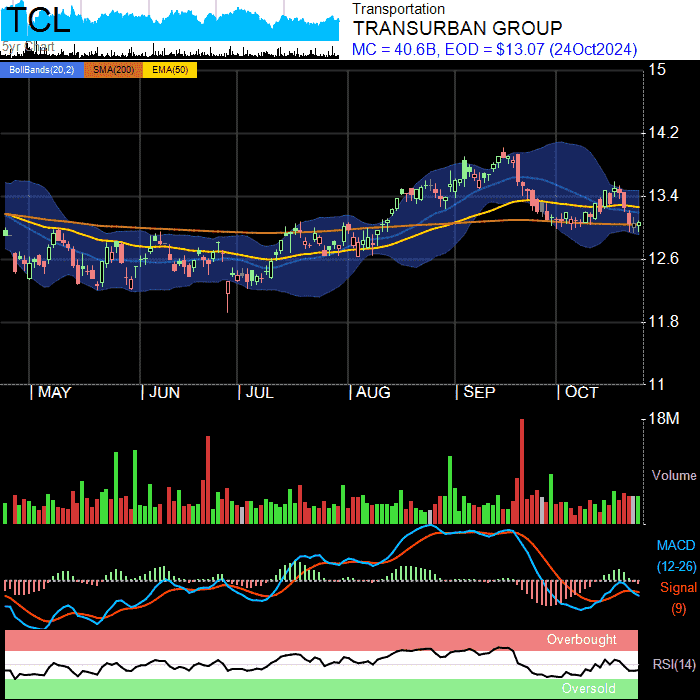 TCL
5yr Chart
Transportation
TRANSURBAN GROUP
MC = 40.6B, EOD = $13.07 (24Oct2024)
BollBands(20,2) SMA(200) EMA(50)
15
14.2
13.4
12.6
11.8
11
MAY JUN JUL AUG SEP OCT
18M
Volume
MACD
(12-26)
Signal
(9)
Overbought
RSI(14)
Oversold